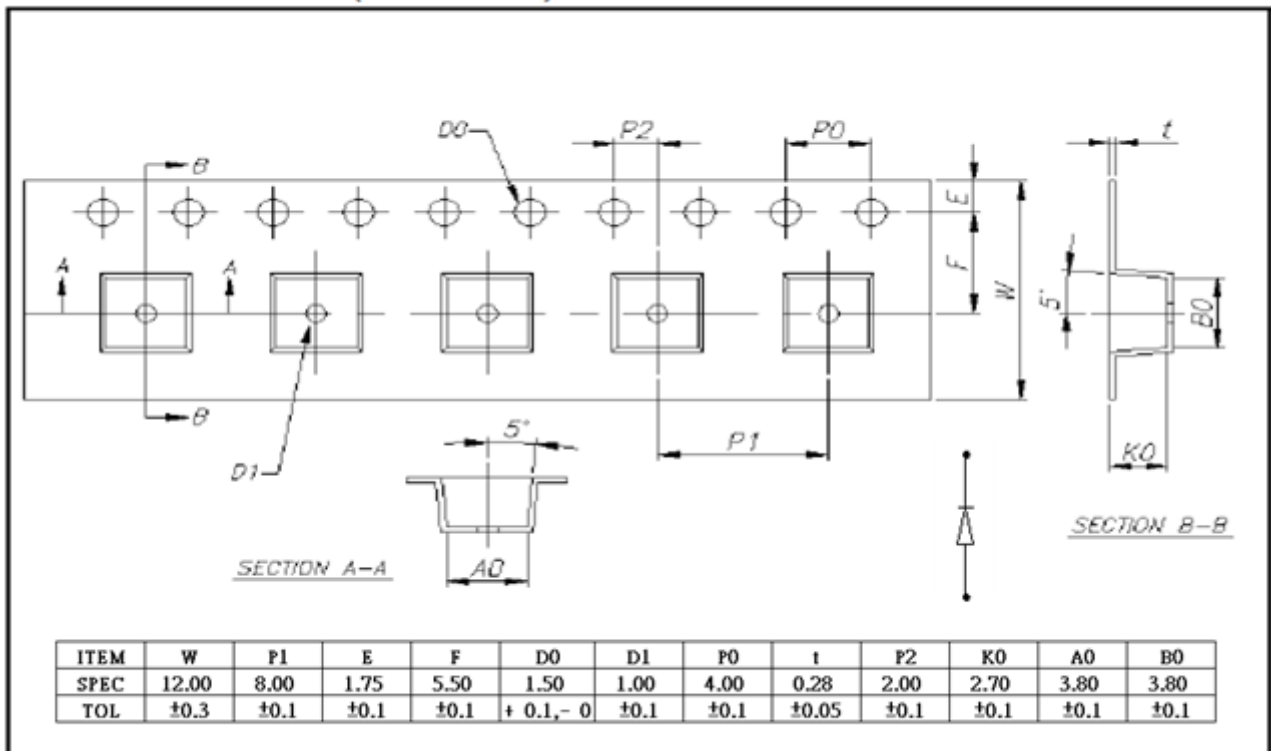 D0 P2 P0 t
B
E
A A F W 5° B0
B
5° P1 K0
D1
SECTION B-B
SECTION A-A A0
ITEM W P1 E F D0 D1 P0 t P2 K0 A0 B0
SPEC 12.00 8.00 1.75 5.50 1.50 1.00 4.00 0.28 2.00 2.70 3.80 3.80
TOL ±0.3 ±0.1 ±0.1 ±0.1 + 0.1,- 0 ±0.1 ±0.1 ±0.05 ±0.1 ±0.1 ±0.1 ±0.1